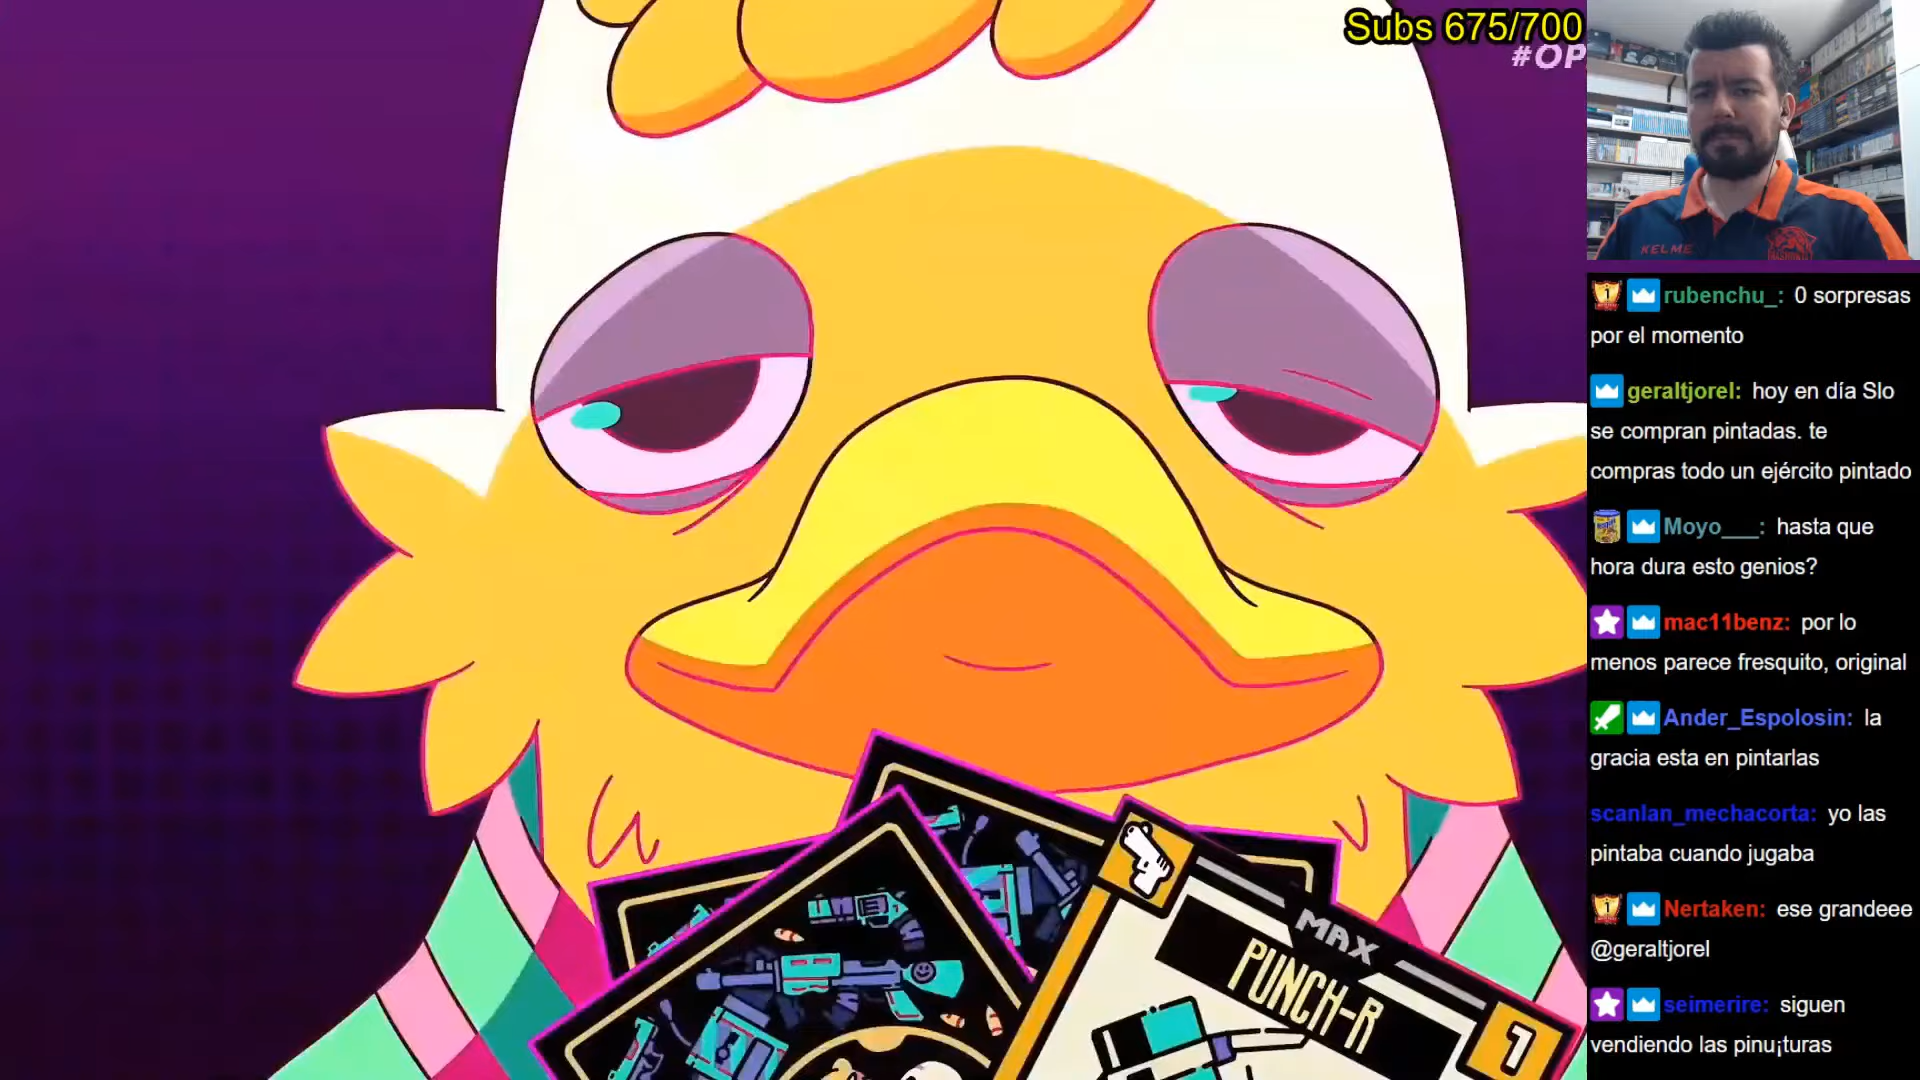 Subs 675/700
#OP
KELME
rubenchu_: 0 sorpresas
por el momento
geraltjorel: hoy en día Slo
se compran pintadas. te
compras todo un ejército pintado
Moyo___: hasta que
hora dura esto genios?
mac11benz: por lo
menos parece fresquito, original
Ander_Espolosin: la
gracia esta en pintarlas
scanlan_mechacorta: yo las
pintaba cuando jugaba
Nertaken: ese grandeee
@geraltjorel
seimerire: siguen
vendiendo las pinu¡turas
MAX
PUNCH-R
1